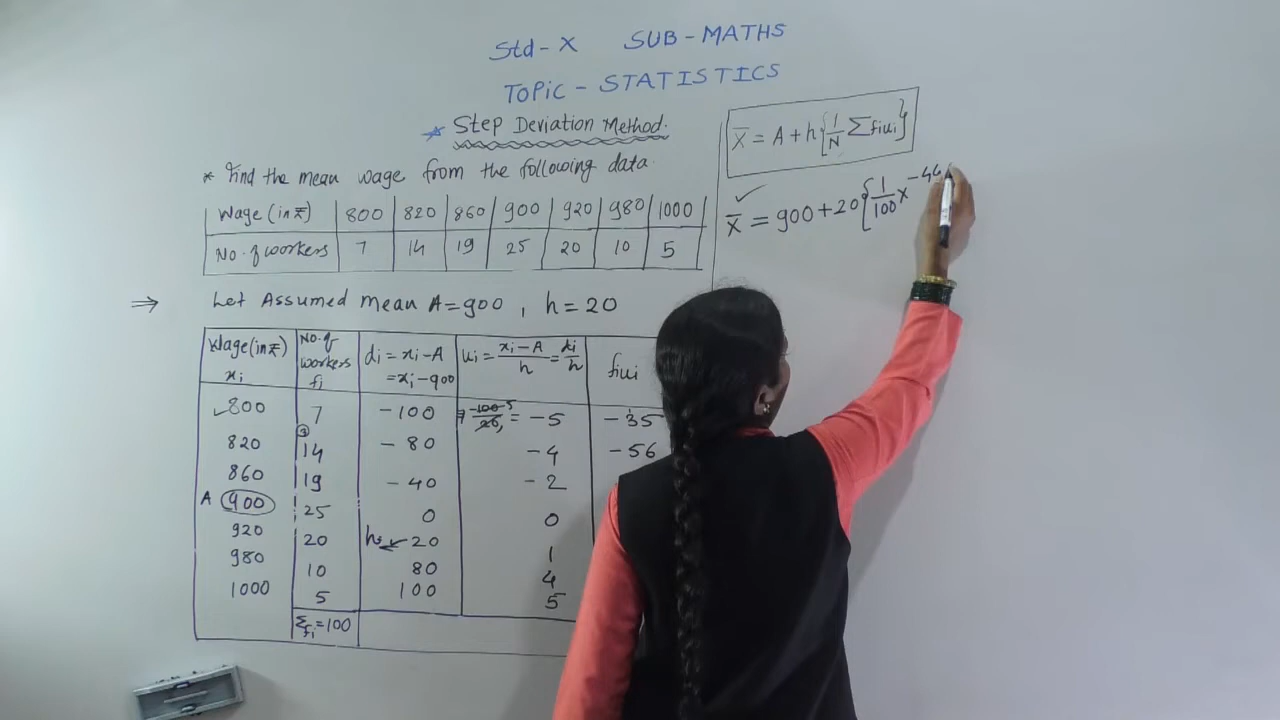 Std - X SUB - MATHS
TOPIC - STATISTICS
* Step Deviation Method.
* Find the mean wage from the following data.
Wage (in ₹) 800 820 860 900 920 980 1000
No. of workers 7 14 19 25 20 10 5
⇒ Let Assumed mean A = 900 , h = 20
Wage (in ₹) xi No. of workers fi di = xi - A = xi - 900 ui = xi - A / h = di / h fiui
800 7 -100 = -100/20 = -5 -35
820 14 -80 -4 -56
860 19 -40 -2
A 900 25 0 0
920 20 h= 20 1
980 10 80 4
1000 5 100 5
Σfi = 100
X̄ = A + h { 1/N Σ fiui }
X̄ = 900 + 20 { 1/100 x -44